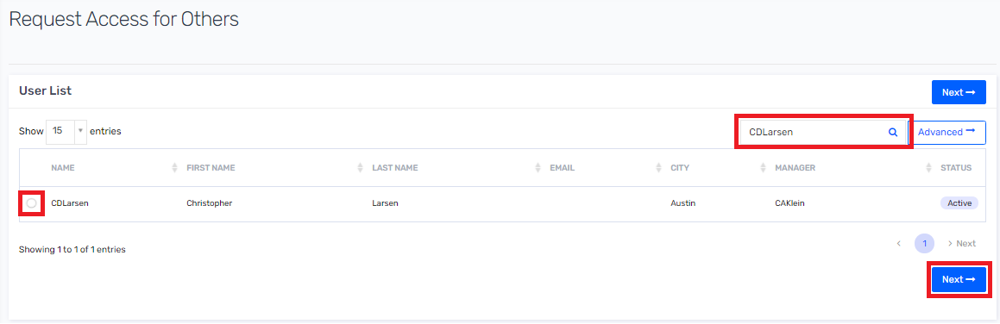 Request Access for Others
User List
Next
Show 15 entries
CDLarsen
Advanced
NAME FIRST NAME LAST NAME EMAIL CITY MANAGER STATUS
CDLarsen Christopher Larsen Austin CAKlein Active
Showing 1 to 1 of 1 entries
1 Next
Next